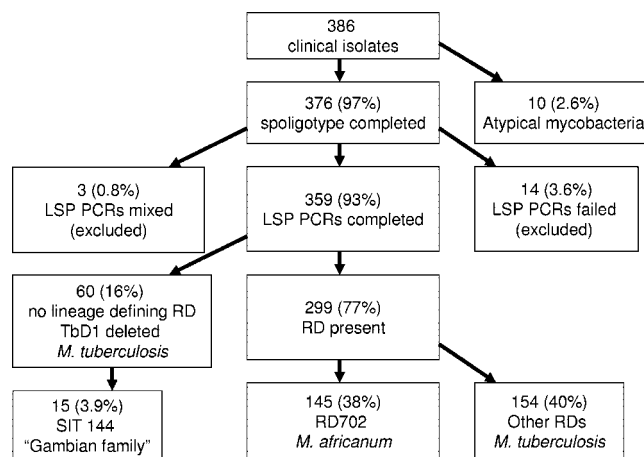 386
clinical isolates
376 (97%)
spoligotype completed
10 (2.6%)
Atypical mycobacteria
3 (0.8%)
LSP PCRs mixed
(excluded)
359 (93%)
LSP PCRs completed
14 (3.6%)
LSP PCRs failed
(excluded)
60 (16%)
no lineage defining RD
TbD1 deleted
M. tuberculosis
299 (77%)
RD present
15 (3.9%)
SIT 144
“Gambian family”
145 (38%)
RD702
M. africanum
154 (40%)
Other RDs
M. tuberculosis